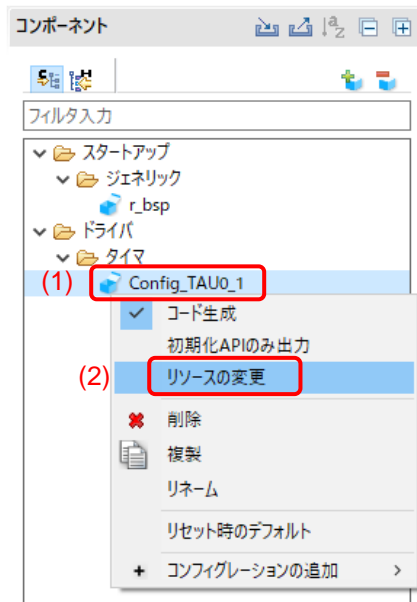 コンポーネント
フィルタ入力
スタートアップ
ジェネリック
r_bsp
ドライバ
タイマ
(1) Config_TAU0_1
コード生成
初期化APIのみ出力
(2) リソースの変更
削除
複製
リネーム
リセット時のデフォルト
コンフィグレーションの追加